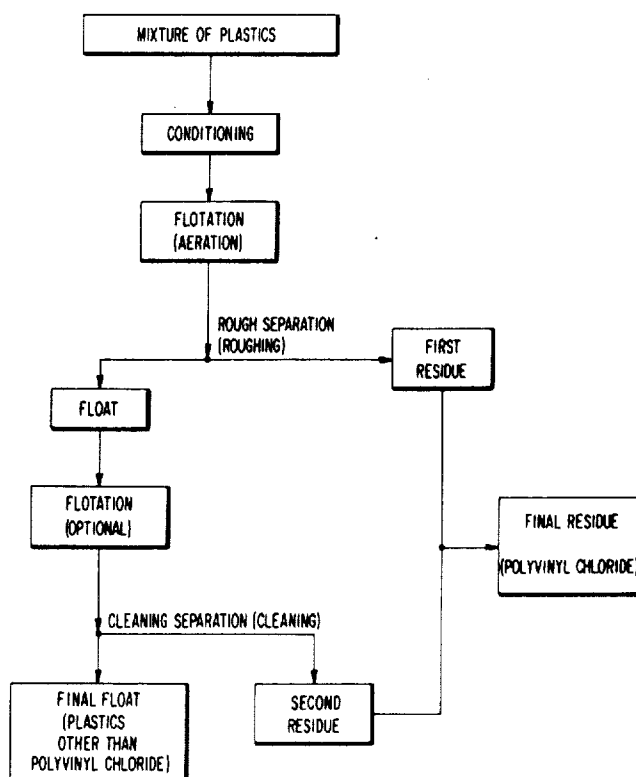 MIXTURE OF PLASTICS
CONDITIONING
FLOTATION
(AERATION)
ROUGH SEPARATION
(ROUGHING)
FIRST
RESIDUE
FLOAT
FLOTATION
(OPTIONAL)
FINAL RESIDUE
(POLYVINYL CHLORIDE)
CLEANING SEPARATION (CLEANING)
FINAL FLOAT
(PLASTICS
OTHER THAN
POLYVINYL CHLORIDE)
SECOND
RESIDUE